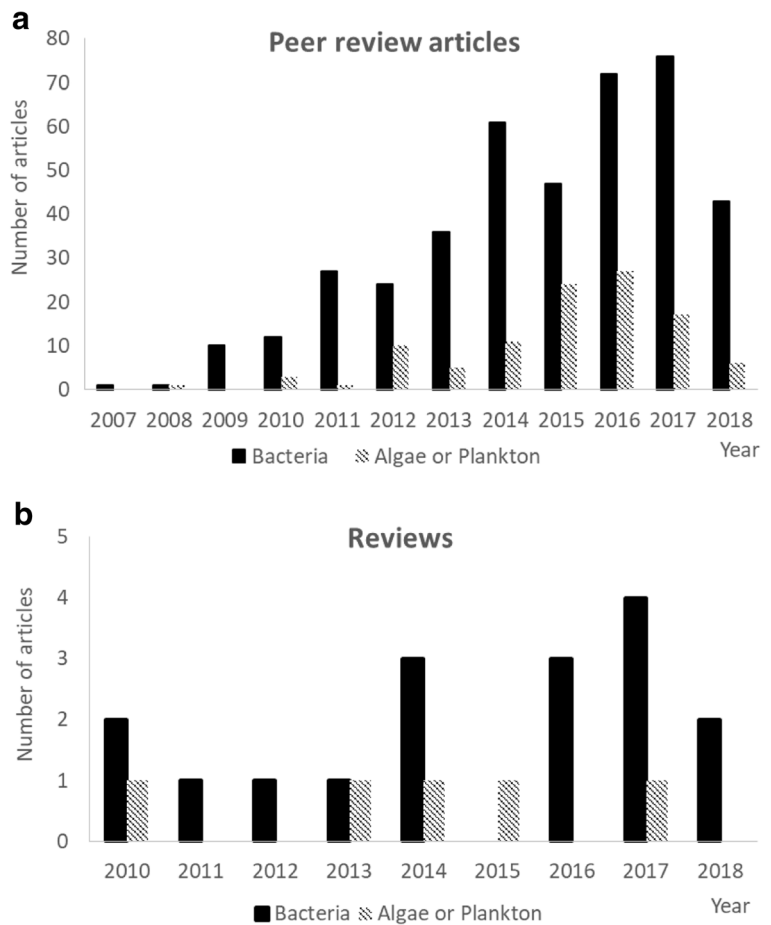 a
Peer review articles
Number of articles
80
70
60
50
40
30
20
10
0
2007 2008 2009 2010 2011 2012 2013 2014 2015 2016 2017 2018
Year
Bacteria Algae or Plankton
b
Reviews
Number of articles
5
4
3
2
1
0
2010 2011 2012 2013 2014 2015 2016 2017 2018
Year
Bacteria Algae or Plankton